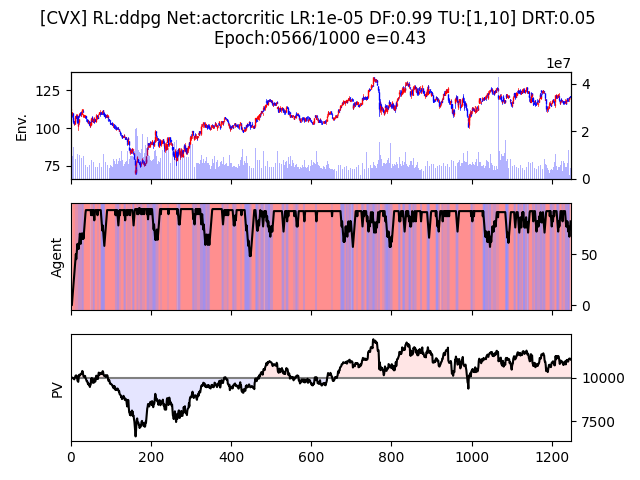 [CVX] RL:ddpg Net:actorcritic LR:1e-05 DF:0.99 TU:[1,10] DRT:0.05
Epoch:0566/1000 e=0.43
1e7
125
100
75
Env.
4
2
0
Agent
50
0
PV
10000
7500
0 200 400 600 800 1000 1200